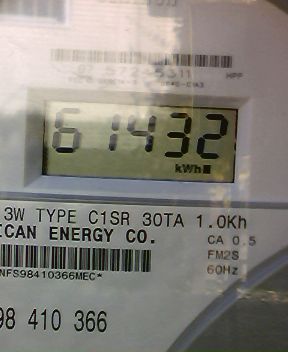 HPP
61432
kWh
3W TYPE C1SR 30TA 1.0Kh
ICAN ENERGY CO.
CA 0.5
FM2S
60Hz
NFS98410366MEC*
98 410 366